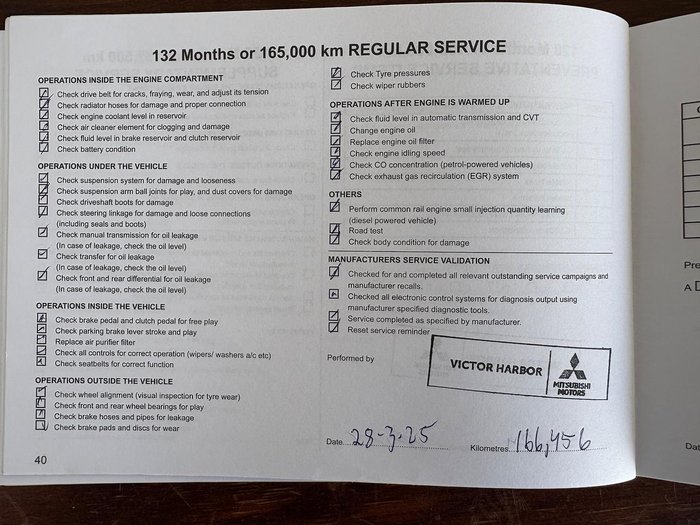 132 Months or 165,000 km REGULAR SERVICE
OPERATIONS INSIDE THE ENGINE COMPARTMENT
Check drive belt for cracks, fraying, wear, and adjust its tension
Check radiator hoses for damage and proper connection
Check engine coolant level in reservoir
Check air cleaner element for clogging and damage
Check fluid level in brake reservoir and clutch reservoir
Check battery condition
OPERATIONS UNDER THE VEHICLE
Check suspension system for damage and looseness
Check suspension arm ball joints for play, and dust covers for damage
Check driveshaft boots for damage
Check steering linkage for damage and loose connections
(including seals and boots)
Check manual transmission for oil leakage
(In case of leakage, check the oil level)
Check transfer for oil leakage
(In case of leakage, check the oil level)
Check front and rear differential for oil leakage
(In case of leakage, check the oil level)
OPERATIONS INSIDE THE VEHICLE
Check brake pedal and clutch pedal for free play
Check parking brake lever stroke and play
Replace air purifier filter
Check all controls for correct operation (wipers/ washers a/c etc)
Check seatbelts for correct function
OPERATIONS OUTSIDE THE VEHICLE
Check wheel alignment (visual inspection for tyre wear)
Check front and rear wheel bearings for play
Check brake hoses and pipes for leakage
Check brake pads and discs for wear
40
Check Tyre pressures
Check wiper rubbers
OPERATIONS AFTER ENGINE IS WARMED UP
Check fluid level in automatic transmission and CVT
Change engine oil
Replace engine oil filter
Check engine idling speed
Check CO concentration (petrol-powered vehicles)
Check exhaust gas recirculation (EGR) system
OTHERS
Perform common rail engine small injection quantity learning
(diesel powered vehicle)
Road test
Check body condition for damage
MANUFACTURERS SERVICE VALIDATION
Checked for and completed all relevant outstanding service campaigns and
manufacturer recalls.
Checked all electronic control systems for diagnosis output using
manufacturer specified diagnostic tools.
Service completed as specified by manufacturer.
Reset service reminder
Performed by
VICTOR HARBOR
MITSUBISHI
MOTORS
Date 28-3-25 Kilometres 166,456
A